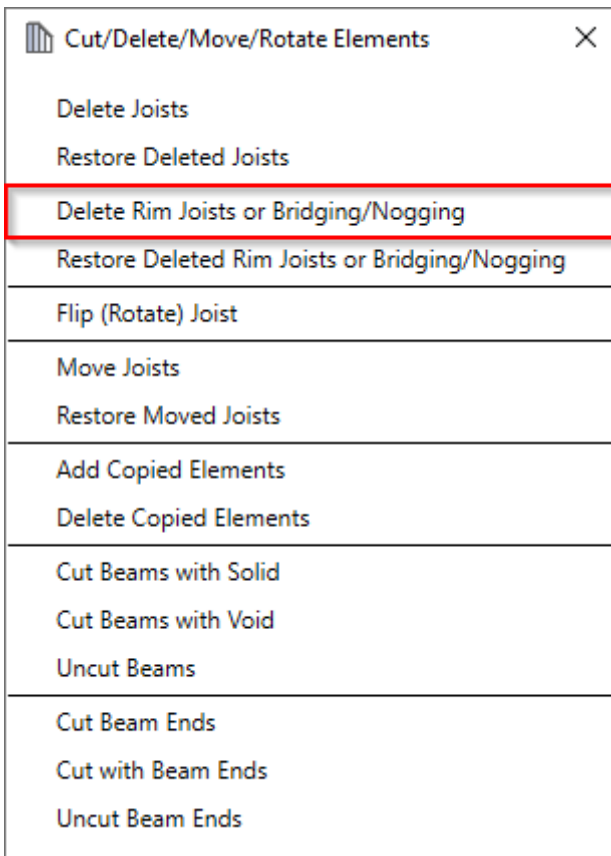 Cut/Delete/Move/Rotate Elements
Delete Joists
Restore Deleted Joists
Delete Rim Joists or Bridging/Nogging
Restore Deleted Rim Joists or Bridging/Nogging
Flip (Rotate) Joist
Move Joists
Restore Moved Joists
Add Copied Elements
Delete Copied Elements
Cut Beams with Solid
Cut Beams with Void
Uncut Beams
Cut Beam Ends
Cut with Beam Ends
Uncut Beam Ends